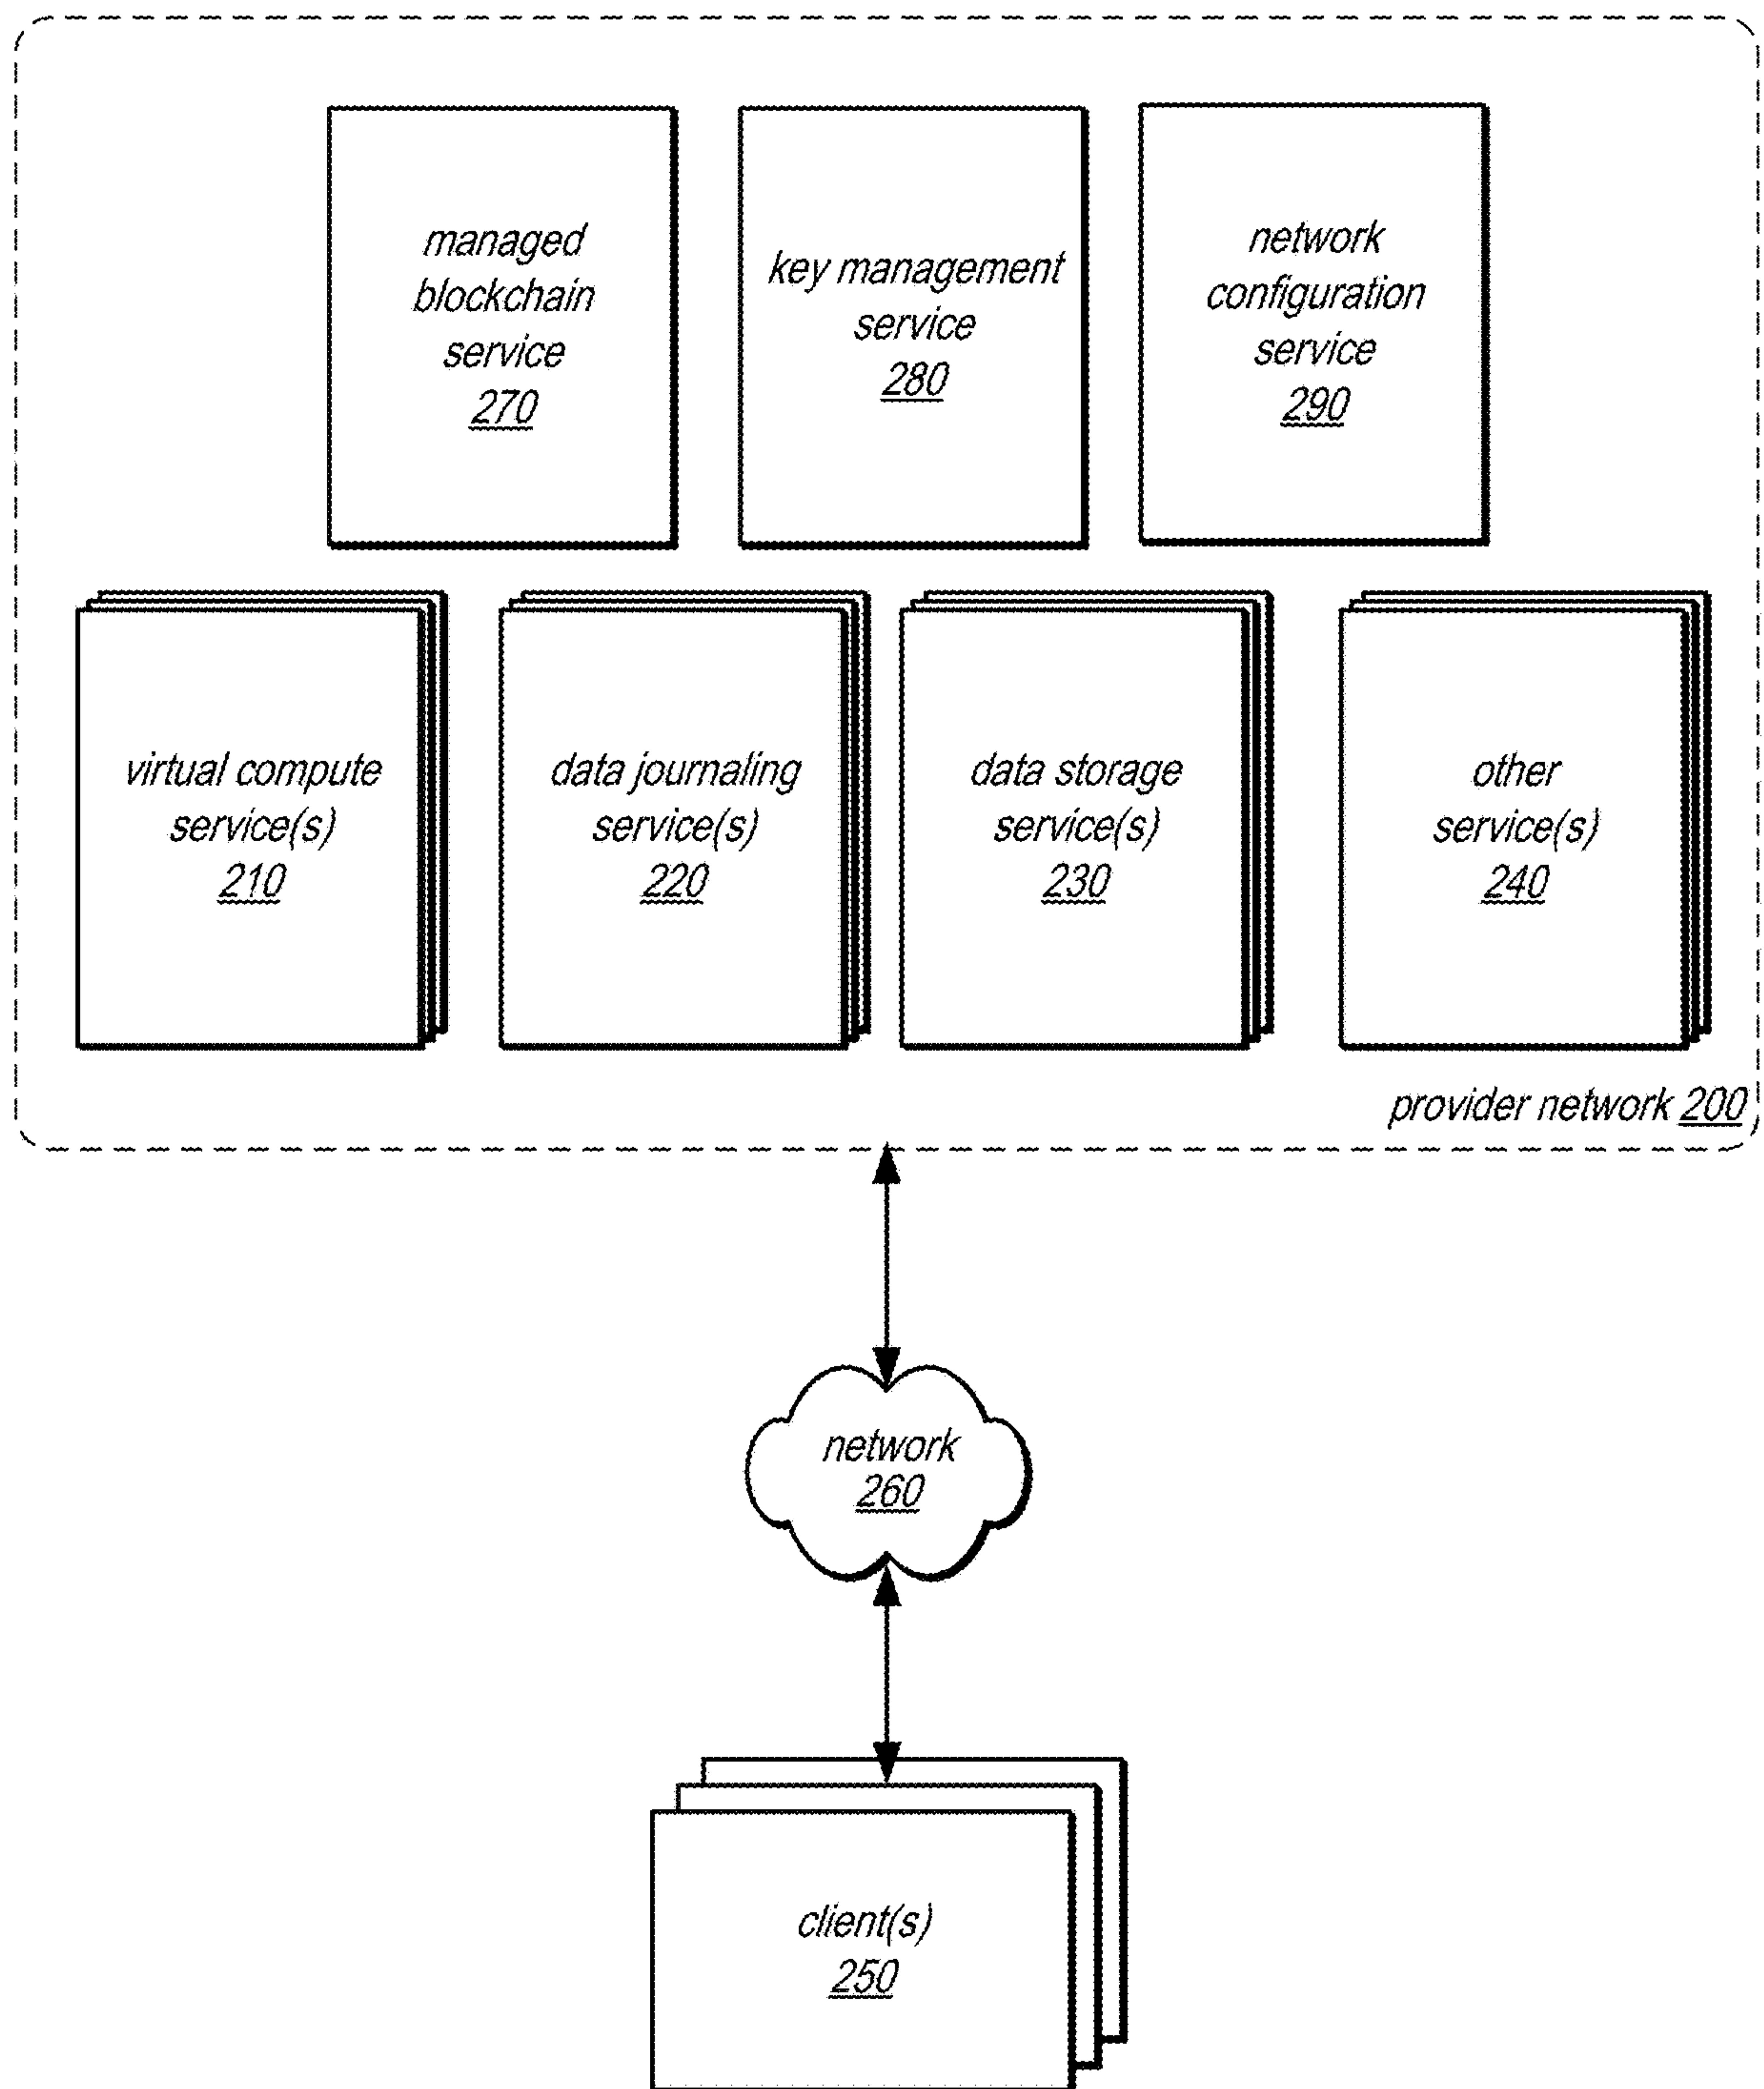 managed
blockchain
service
270
key management
service
280
network
configuration
service
290
virtual compute
service(s)
210
data journaling
service(s)
220
data storage
service(s)
230
other
service(s)
240
provider network 200
network
260
client(s)
250